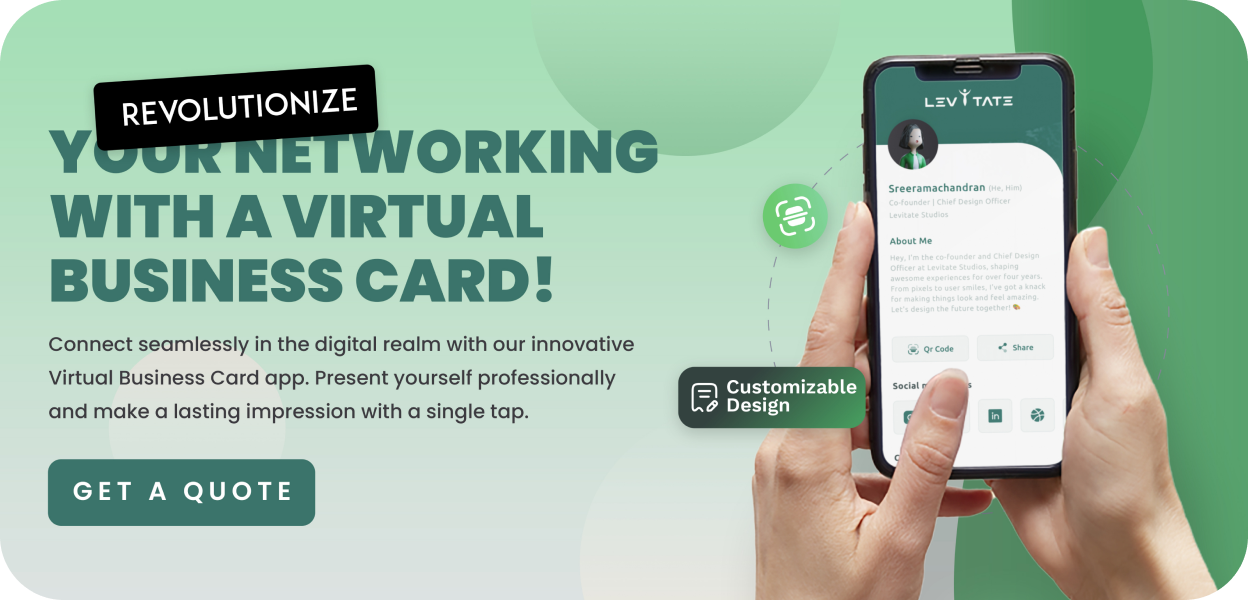 REVOLUTIONIZE
YOUR NETWORKING
WITH A VIRTUAL
BUSINESS CARD!
Connect seamlessly in the digital realm with our innovative
Virtual Business Card app. Present yourself professionally
and make a lasting impression with a single tap.
GET A QUOTE
Customizable
Design
LEVITATE
Sreeramachandran (He, Him)
Co-founder | Chief Design Officer
Levitate Studios
About Me
Hey, I'm the co-founder and Chief Design
Officer at Levitate Studios, shaping
awesome experiences for over four years.
From pixels to user smiles, I've got a knack
for making things look and feel amazing.
Let's design the future together!
Qr Code
Share
Social
in